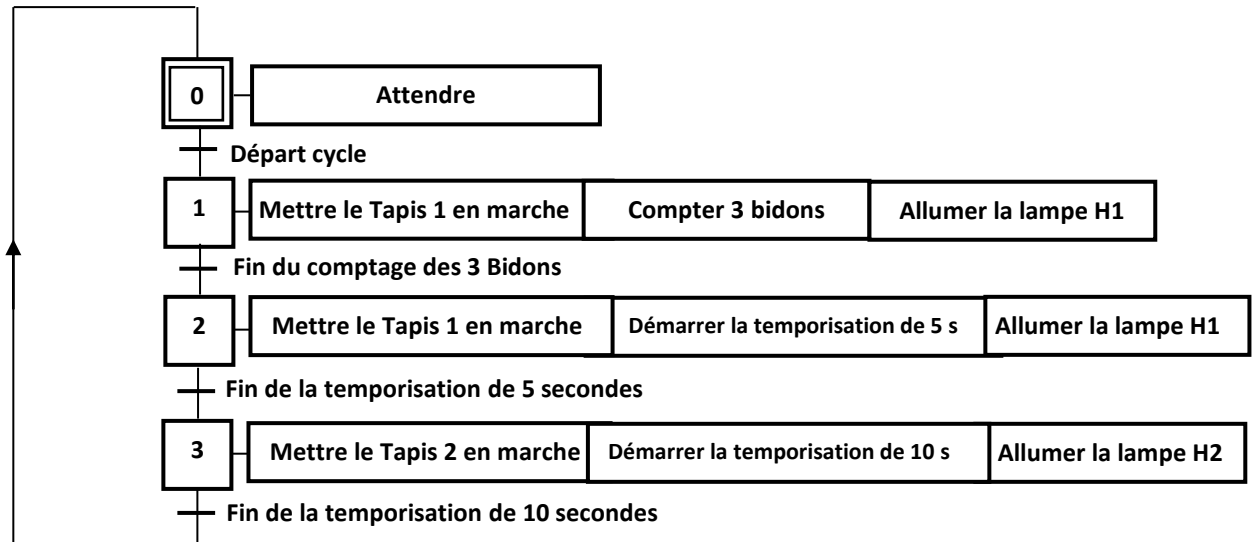 0 Attendre
Départ cycle
1 Mettre le Tapis 1 en marche Compter 3 bidons Allumer la lampe H1
Fin du comptage des 3 Bidons
2 Mettre le Tapis 1 en marche Démarrer la temporisation de 5 s Allumer la lampe H1
Fin de la temporisation de 5 secondes
3 Mettre le Tapis 2 en marche Démarrer la temporisation de 10 s Allumer la lampe H2
Fin de la temporisation de 10 secondes